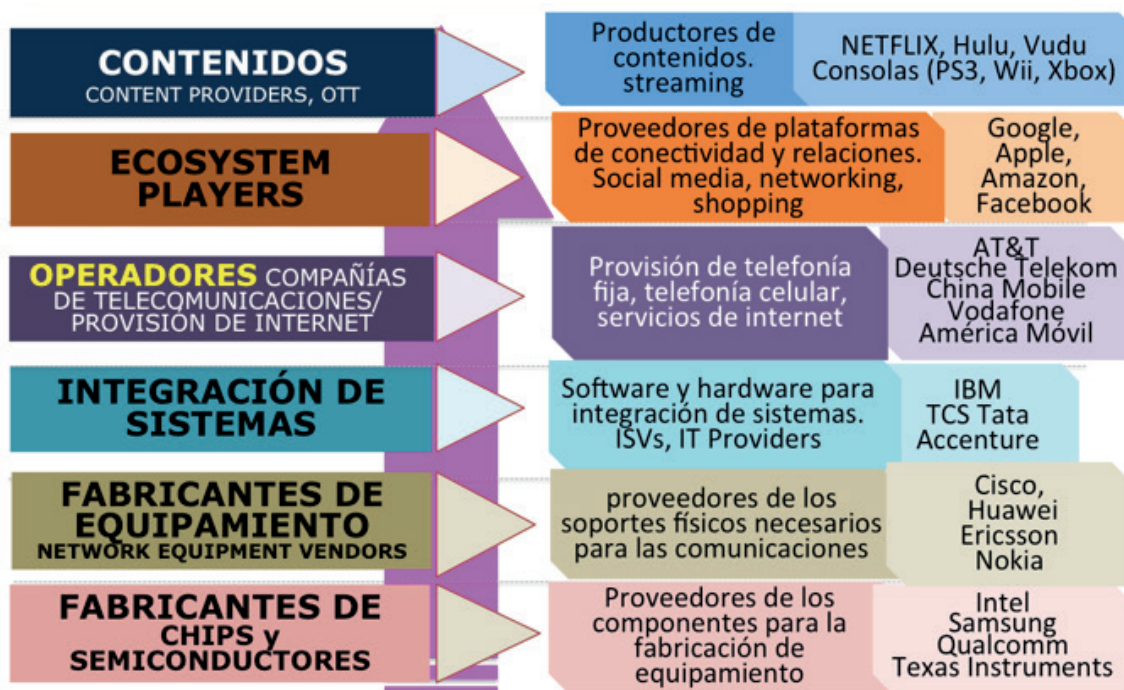 CONTENIDOS
CONTENT PROVIDERS, OTT
Productores de
contenidos.
streaming
NETFLIX, Hulu, Vudu
Consolas (PS3, Wii, Xbox)
ECOSYSTEM
PLAYERS
Proveedores de plataformas
de conectividad y relaciones.
Social media, networking,
shopping
Google,
Apple,
Amazon,
Facebook
OPERADORES COMPAÑÍAS
DE TELECOMUNICACIONES/
PROVISIÓN DE INTERNET
Provisión de telefonía
fija, telefonía celular,
servicios de internet
AT&T
Deutsche Telekom
China Mobile
Vodafone
América Móvil
INTEGRACIÓN DE
SISTEMAS
Software y hardware para
integración de sistemas.
ISVs, IT Providers
IBM
TCS Tata
Accenture
FABRICANTES DE
EQUIPAMIENTO
NETWORK EQUIPMENT VENDORS
proveedores de los
soportes físicos necesarios
para las comunicaciones
Cisco,
Huawei
Ericsson
Nokia
FABRICANTES DE
CHIPS y
SEMICONDUCTORES
Proveedores de los
componentes para la
fabricación de
equipamiento
Intel
Samsung
Qualcomm
Texas Instruments